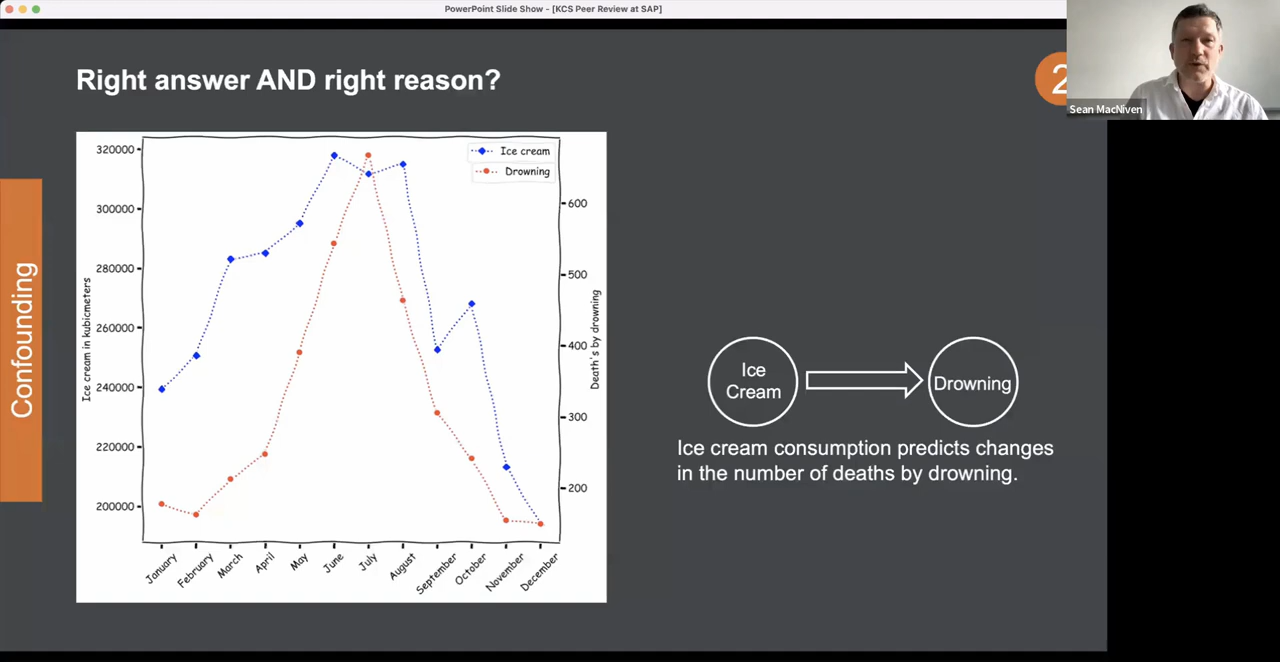 PowerPoint Slide Show - [KCS Peer Review at SAP]
Right answer AND right reason?
2
Sean MacNiven
Confounding
320000
300000
280000
260000
240000
220000
200000
Ice cream in kubicmeters
Ice cream
Drowning
600
500
400
300
200
Death's by drowning
January
February
March
April
May
June
July
August
September
October
November
December
Ice
Cream
Drowning
Ice cream consumption predicts changes
in the number of deaths by drowning.